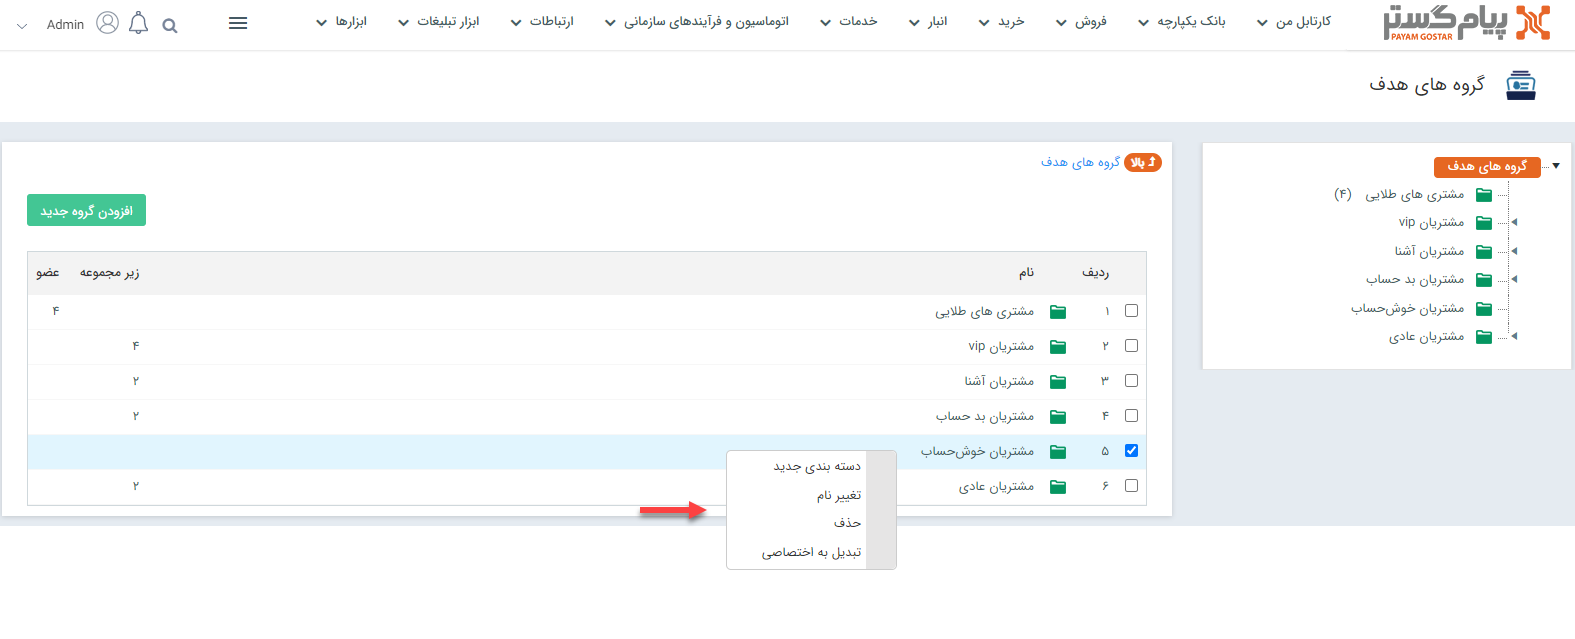 پیام گستر
PAYAM GOSTAR
کارتابل من
بانک یکپارچه
فروش
خرید
انبار
خدمات
اتوماسیون و فرآیندهای سازمانی
ارتباطات
ابزار تبلیغات
ابزارها
Admin
گروه های هدف
گروه های هدف
مشتری های طلایی (۴)
مشتریان vip
مشتریان آشنا
مشتریان بد حساب
مشتریان خوش‌حساب
مشتریان عادی
بالا گروه های هدف
افزودن گروه جدید
ردیف نام زیر مجموعه عضو
۱ مشتری های طلایی ۴
۲ مشتریان vip ۴
۳ مشتریان آشنا ۲
۴ مشتریان بد حساب ۲
۵ مشتریان خوش‌حساب
۶ مشتریان عادی ۲
دسته بندی جدید
تغییر نام
حذف
تبدیل به اختصاصی